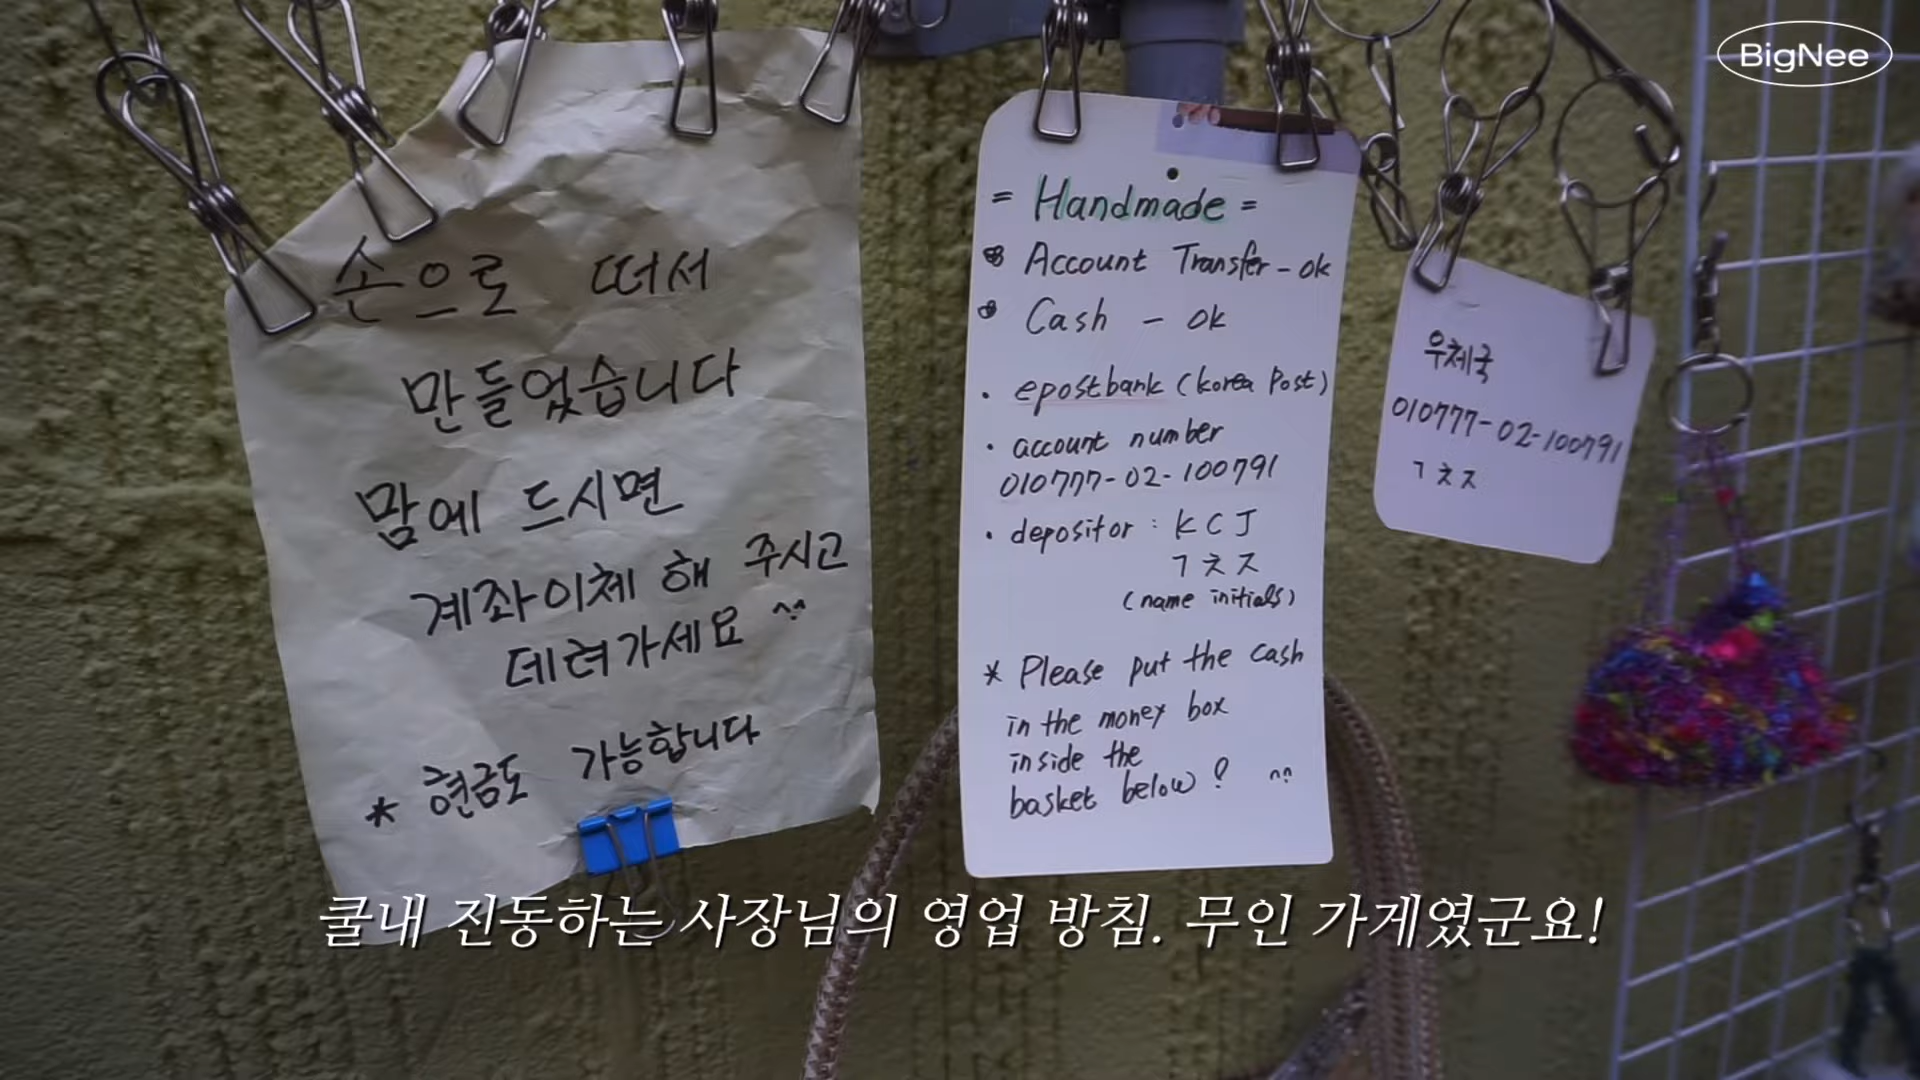 BigNee
손으로 떠서
만들었습니다
맘에 드시면
계좌이체 해 주시고
데려가세요 ^^
* 현금도 가능합니다
= Handmade =
Account Transfer - ok
Cash - ok
· epostbank (Korea Post)
· account number
010777-02-100791
· depositor : K C J
ㄱ ㅊ ㅈ
(name initials)
* Please put the cash
in the money box
inside the
basket below! ^^
우체국
010777-02-100791
ㄱ ㅊ ㅈ
쿨내 진동하는 사장님의 영업 방침. 무인 가게였군요!